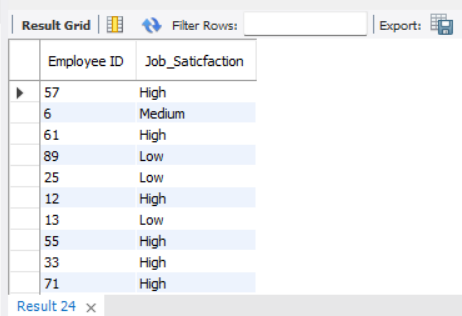 Result Grid Filter Rows: Export:
Employee ID Job_Saticfaction
57 High
6 Medium
61 High
89 Low
25 Low
12 High
13 Low
55 High
33 High
71 High
Result 24 ×